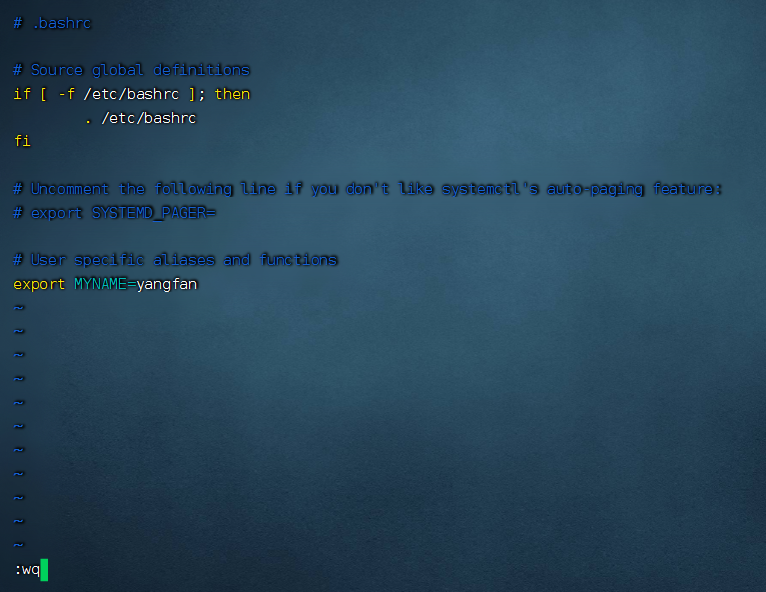 # .bashrc
# Source global definitions
if [ -f /etc/bashrc ]; then
        . /etc/bashrc
fi
# Uncomment the following line if you don't like systemctl's auto-paging feature:
# export SYSTEMD_PAGER=
# User specific aliases and functions
export MYNAME=yangfan
~
~
~
~
~
~
~
~
~
~
~
:wq